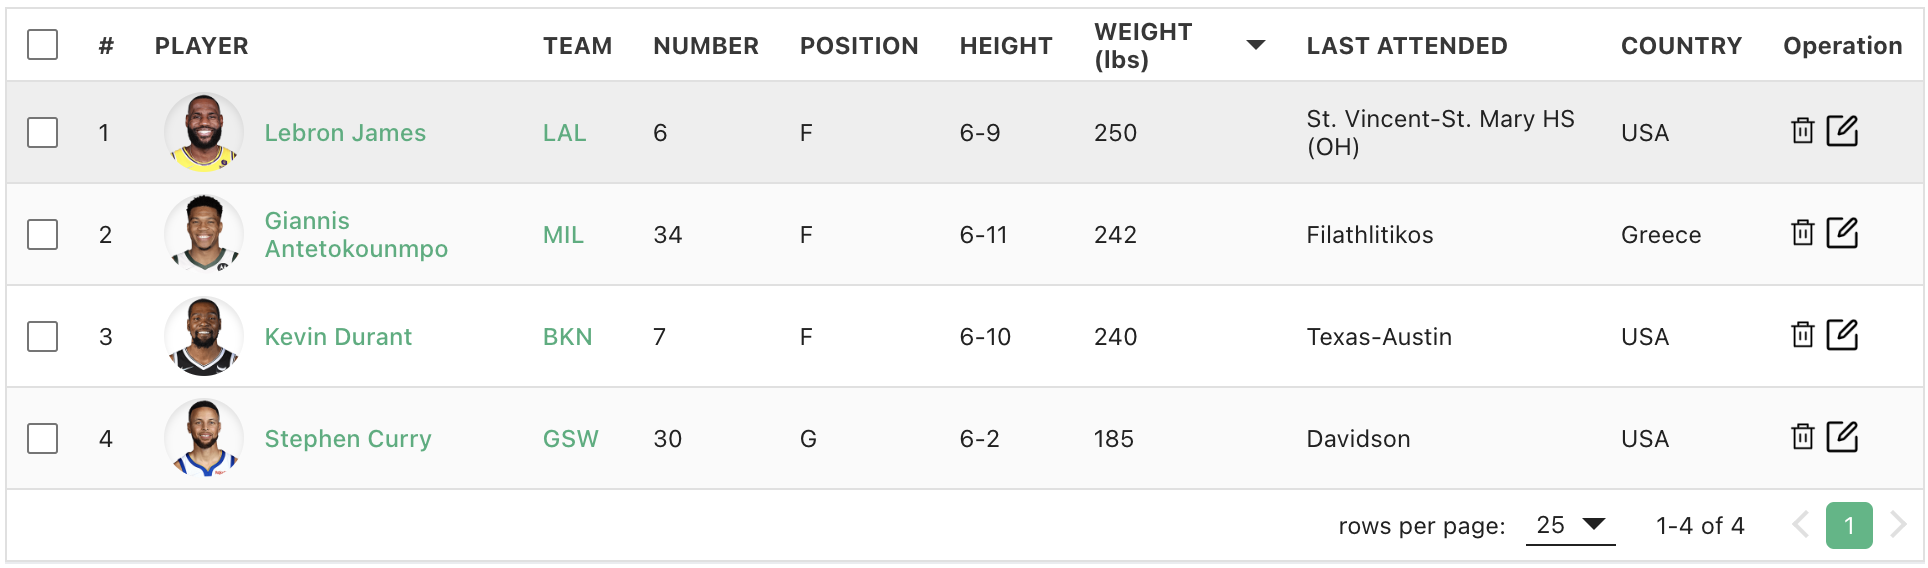 # PLAYER TEAM NUMBER POSITION HEIGHT WEIGHT (lbs) LAST ATTENDED COUNTRY Operation
1 Lebron James LAL 6 F 6-9 250 St. Vincent-St. Mary HS (OH) USA
2 Giannis Antetokounmpo MIL 34 F 6-11 242 Filathlitikos Greece
3 Kevin Durant BKN 7 F 6-10 240 Texas-Austin USA
4 Stephen Curry GSW 30 G 6-2 185 Davidson USA
rows per page: 25 1-4 of 4 1